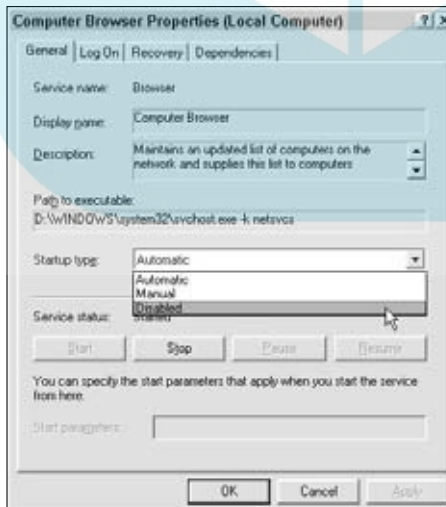 Computer Browser Properties (Local Computer)
General Log On Recovery Dependencies
Service name: Browser
Display name: Computer Browser
Description: Maintains an updated list of computers on the network and supplies this list to computers
Path to executable:
D:\WINDOWS\system32\svchost.exe -k netsvcs
Startup type: Automatic
Automatic
Manual
Disabled
Service status: Started
Start Stop Pause Resume
You can specify the start parameters that apply when you start the service
from here.
Start parameters:
OK Cancel Apply